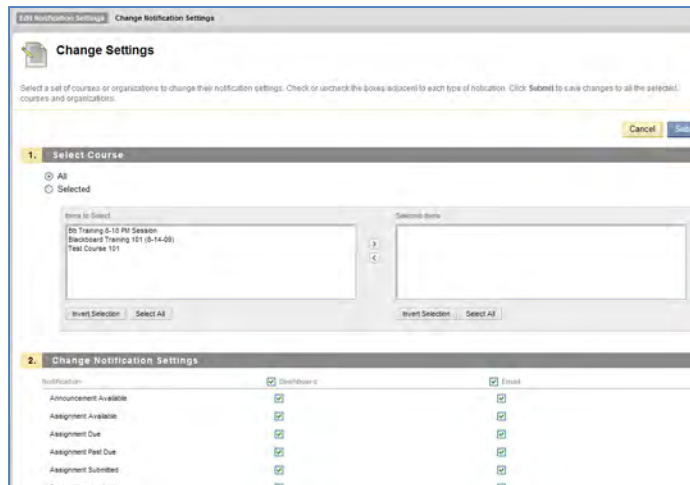 Edit Notification Settings Change Notification Settings
Change Settings
Select a set of courses or organizations to change their notification settings. Check or uncheck the boxes adjacent to each type of notication. Click Submit to save changes to all the selected
courses and organizations.
Cancel
1. Select Course
All
Selected
Items to Select
Selected Items
Bb Training 8-18 PM Session
Blackboard Training 101 (8-14-09)
Test Course 101
Invert Selection Select All
Invert Selection Select All
2. Change Notification Settings
Notification Dashboard Email
Announcement Available
Assignment Available
Assignment Due
Assignment Past Due
Assignment Submitted